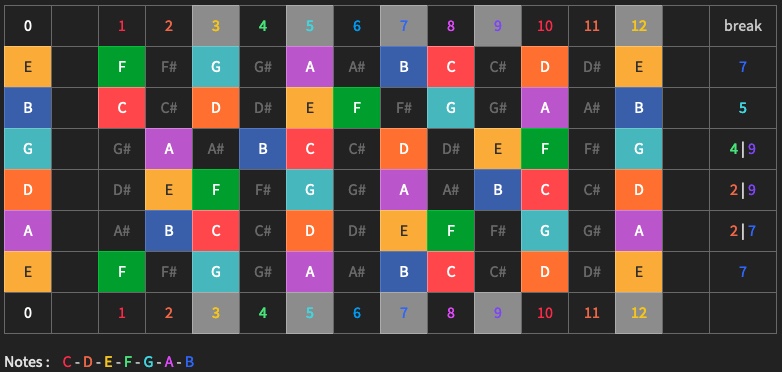 0 1 2 3 4 5 6 7 8 9 10 11 12 break
E F F# G G# A A# B C C# D D# E 7
B C C# D D# E F F# G G# A A# B 5
G G# A A# B C C# D D# E F F# G 4|9
D D# E F F# G G# A A# B C C# D 2|9
A A# B C C# D D# E F F# G G# A 2|7
E F F# G G# A A# B C C# D D# E 7
0 1 2 3 4 5 6 7 8 9 10 11 12
Notes : C - D - E - F - G - A - B